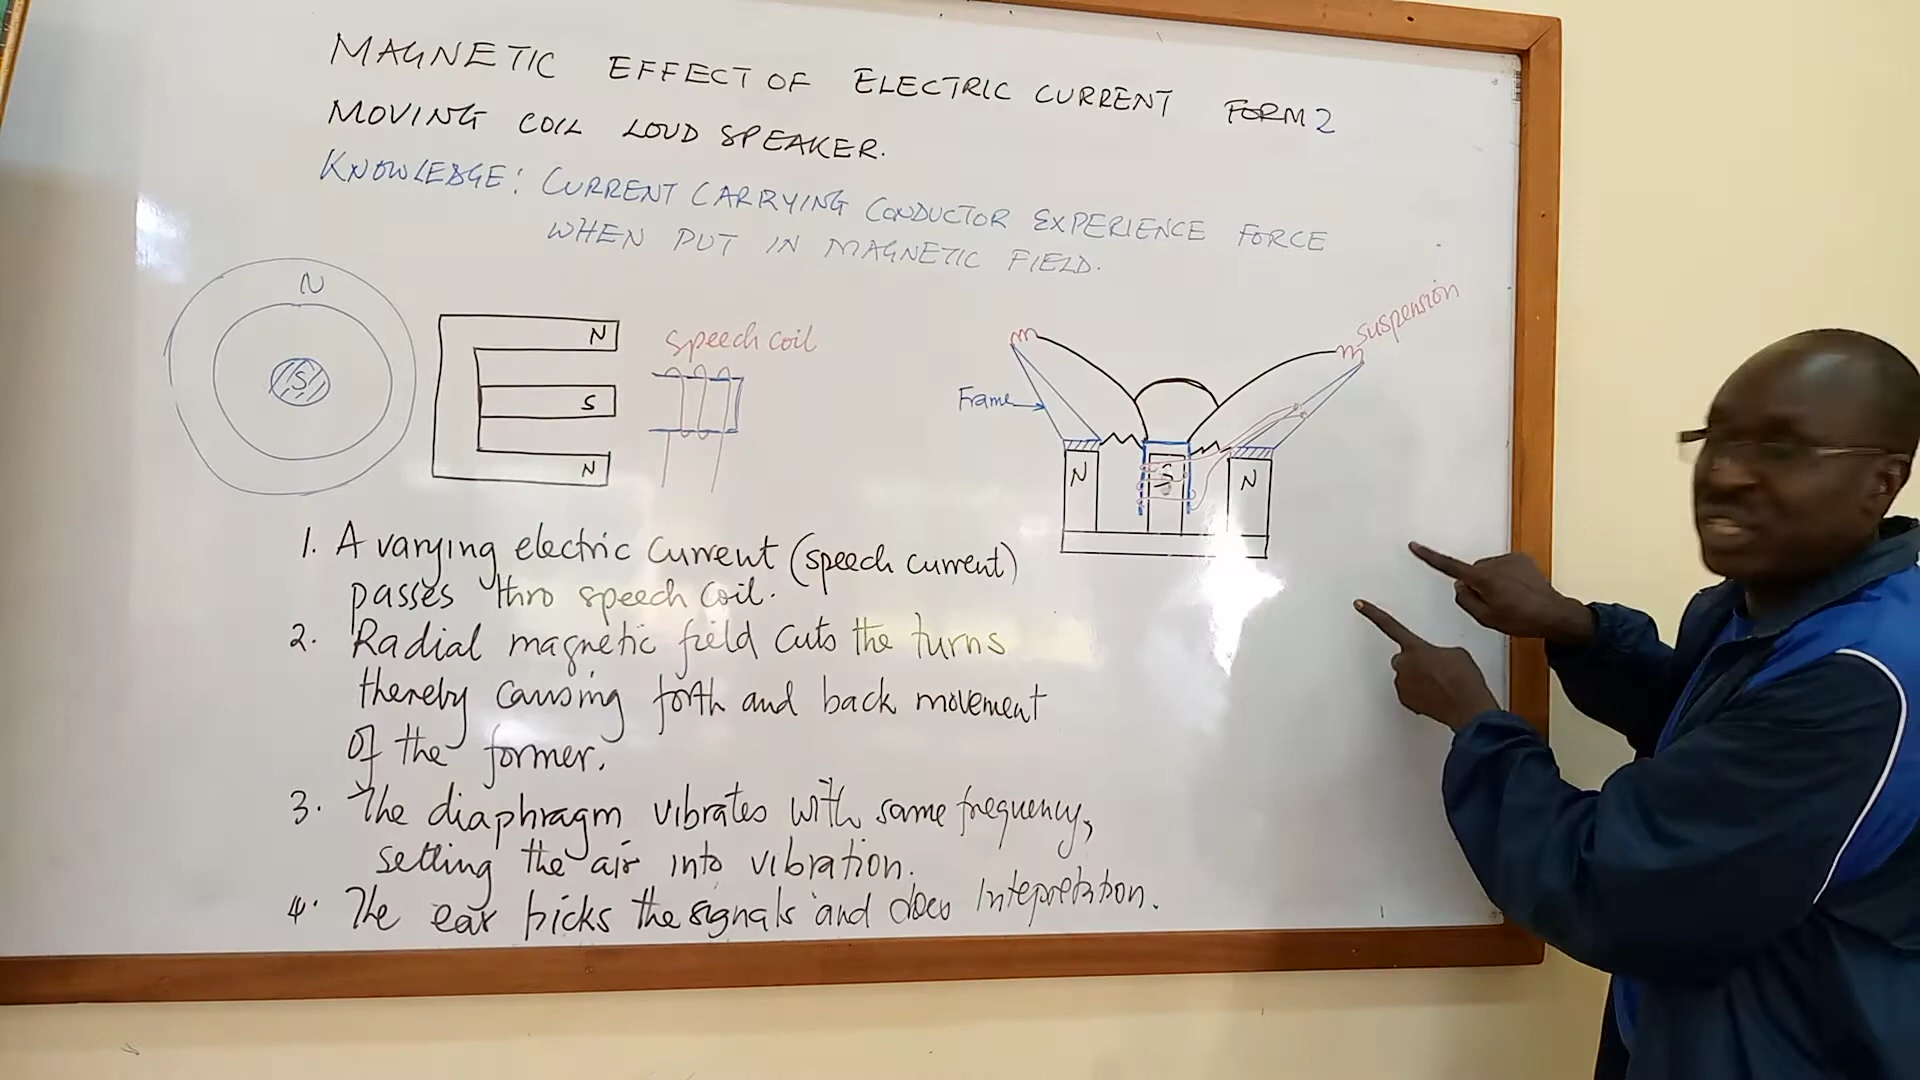 MAGNETIC EFFECT OF ELECTRIC CURRENT FORM 2
MOVING COIL LOUD SPEAKER.
KNOWLEDGE: CURRENT CARRYING CONDUCTOR EXPERIENCE FORCE
WHEN PUT IN MAGNETIC FIELD.
N
S
N
S
N
speech coil
suspension
Frame
N
S
N
1. A varying electric current (speech current)
passes thro speech coil.
2. Radial magnetic field cuts the turns
thereby causing forth and back movement
of the former.
3. The diaphragm vibrates with same frequency,
setting the air into vibration.
4. The ear picks the signals and does Intepretation.